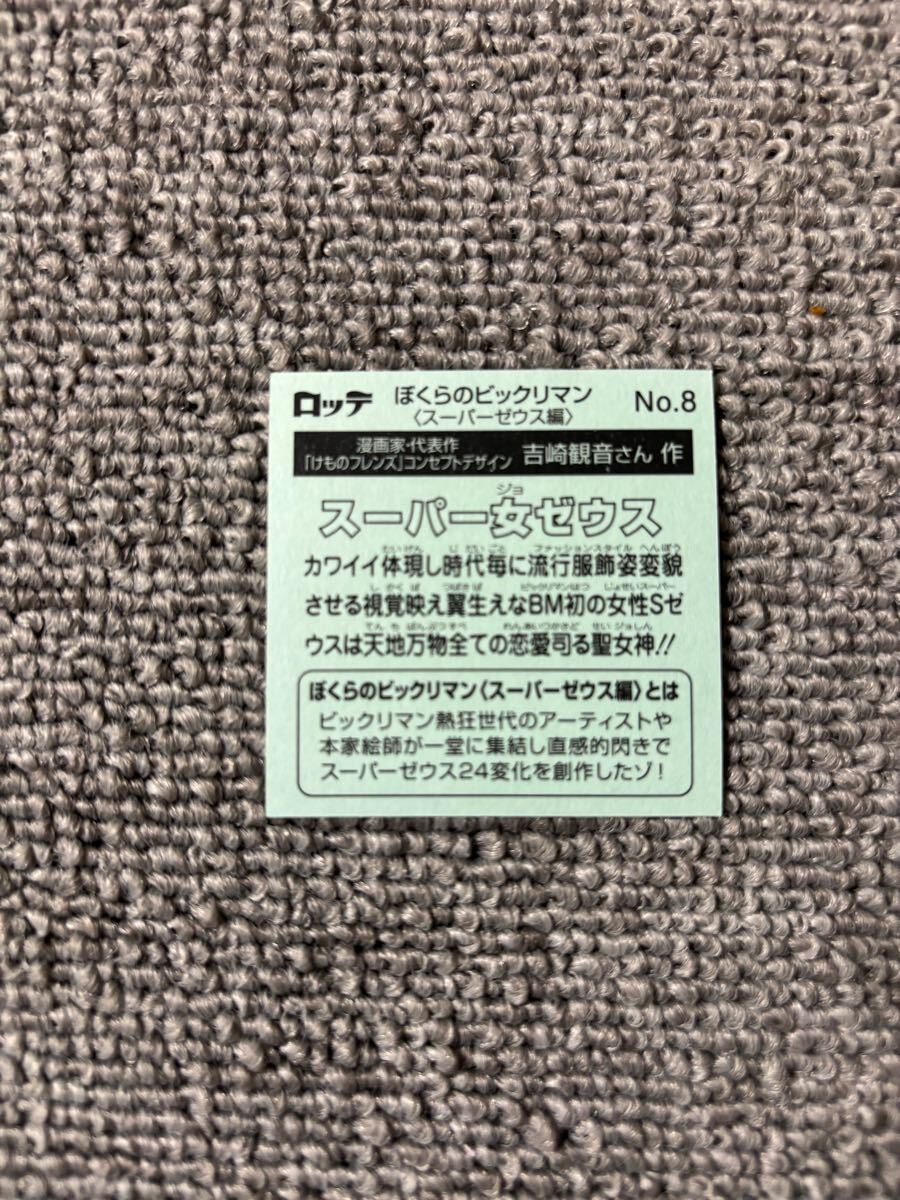 ロッテ ぼくらのビックリマン No.8
〈スーパーゼウス編〉
漫画家・代表作
「けものフレンズ」コンセプトデザイン 吉崎観音さん 作
ジョ
スーパー女ゼウス
たいげん じだいごと ファッションスタイル へんぼう
カワイイ体現し時代毎に流行服飾姿変貌
しかくば つばさば ビックリマンはつ じょせいスーパー
させる視覚映え翼生えなBM初の女性Sゼ
てんちばんぶつすべ れんあいつかさど せいジョしん
ウスは天地万物全ての恋愛司る聖女神!!
ぼくらのビックリマン〈スーパーゼウス編〉とは
ビックリマン熱狂世代のアーティストや
本家絵師が一堂に集結し直感的閃きで
スーパーゼウス24変化を創作したゾ!